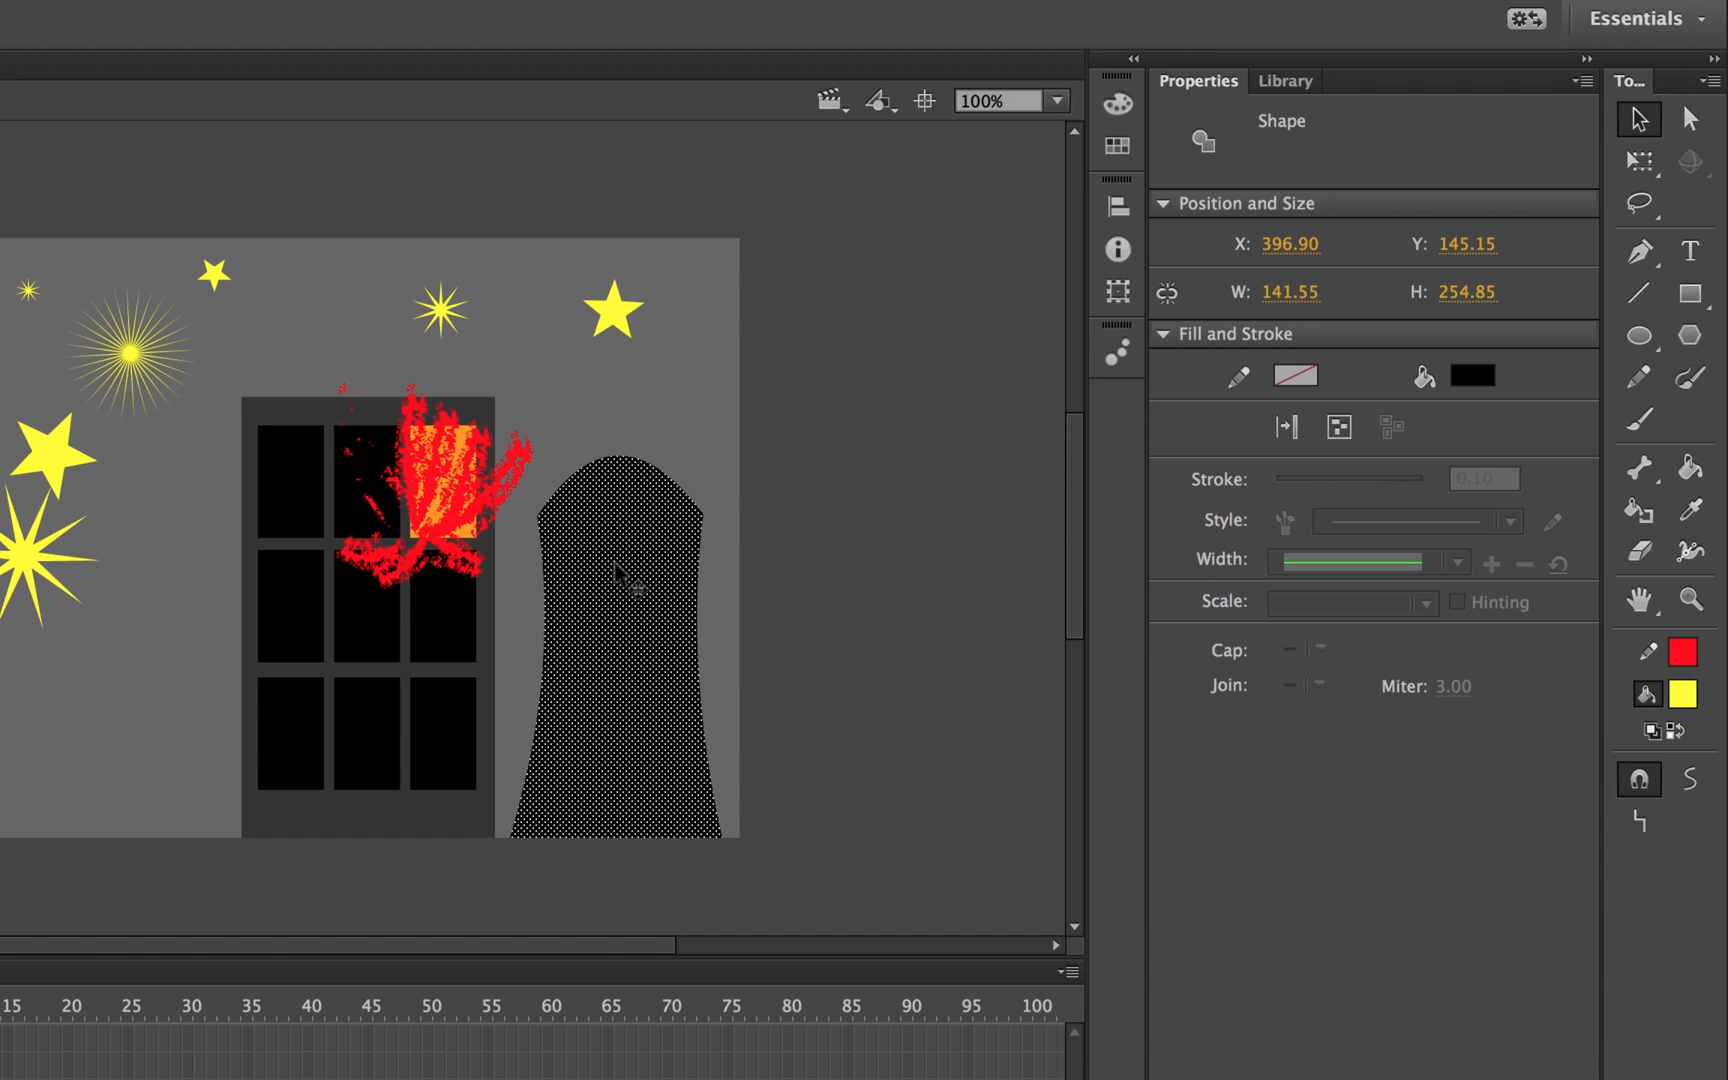 Essentials
Properties Library
To...
100%
Shape
Position and Size
X: 396.90 Y: 145.15
W: 141.55 H: 254.85
Fill and Stroke
Stroke: 0.10
Style:
Width:
Scale: Hinting
Cap:
Join: Miter: 3.00
15 20 25 30 35 40 45 50 55 60 65 70 75 80 85 90 95 100